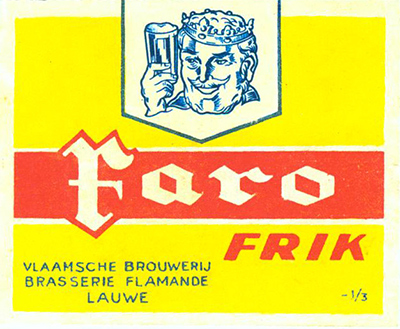 Faro
FRIK
VLAAMSCHE BROUWERIJ
BRASSERIE FLAMANDE
LAUWE
-1/3